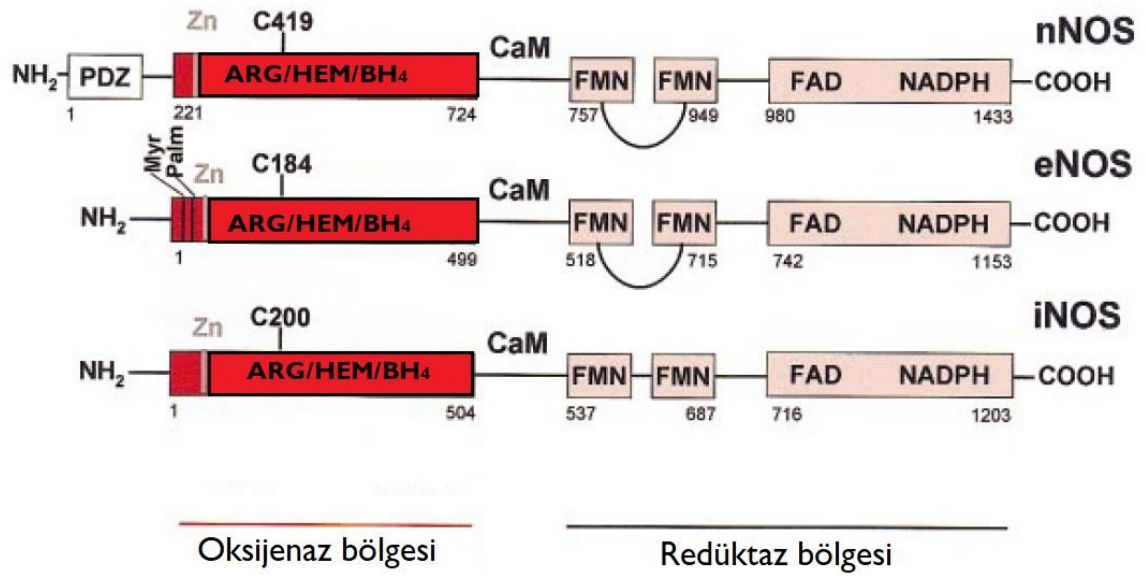 Zn C419 CaM nNOS
NH₂ PDZ ARG/HEM/BH₄ FMN FMN FAD NADPH COOH
1 221 724 757 949 980 1433
Myr Palm Zn C184 CaM eNOS
NH₂ ARG/HEM/BH₄ FMN FMN FAD NADPH COOH
1 499 518 715 742 1153
Zn C200 CaM iNOS
NH₂ ARG/HEM/BH₄ FMN FMN FAD NADPH COOH
1 504 537 687 716 1203
Oksijenaz bölgesi Redüktaz bölgesi